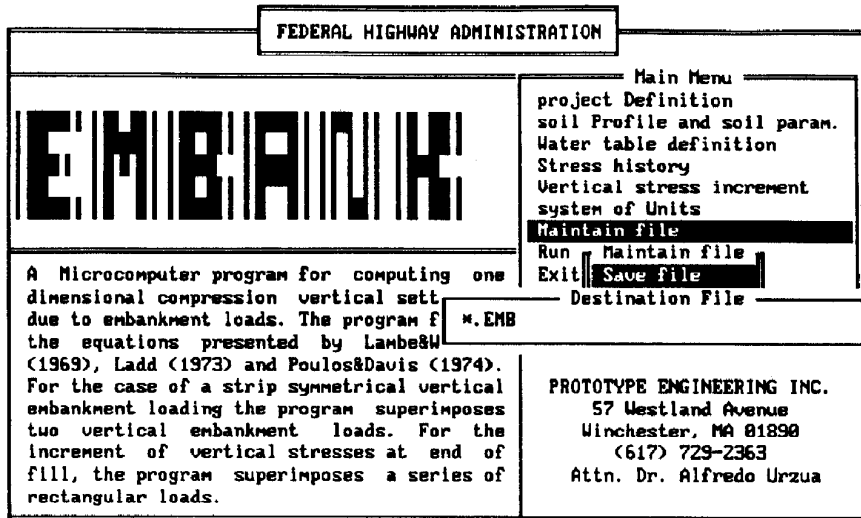 FEDERAL HIGHWAY ADMINISTRATION
EMBANK
Main Menu
project Definition
soil Profile and soil param.
Water table definition
Stress history
Vertical stress increment
system of Units
Maintain file
Run
Maintain file
Exit
Save file
Destination File
*.EMB
A Microcomputer program for computing one
dimensional compression vertical sett
due to embankment loads. The program f
the equations presented by Lambe&W
(1969), Ladd (1973) and Poulos&Davis (1974).
For the case of a strip symmetrical vertical
embankment loading the program superimposes
two vertical embankment loads. For the
increment of vertical stresses at end of
fill, the program superimposes a series of
rectangular loads.
PROTOTYPE ENGINEERING INC.
57 Westland Avenue
Winchester, MA 01890
(617) 729-2363
Attn. Dr. Alfredo Urzua